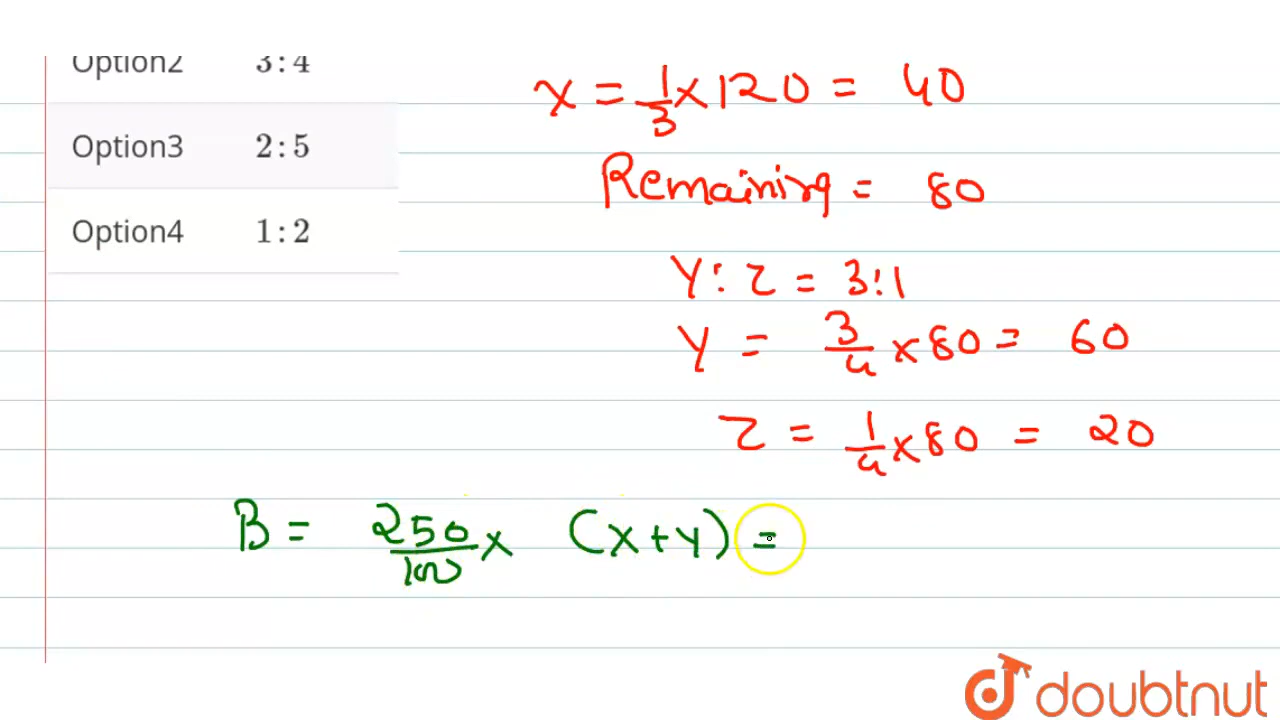 Option2 3:4
Option3 2:5
Option4 1:2
x = 1/3 x 120 = 40
Remaining = 80
Y:Z = 3:1
Y = 3/4 x 80 = 60
Z = 1/4 x 80 = 20
B = 250/100 x (x+y) =
doubtnut